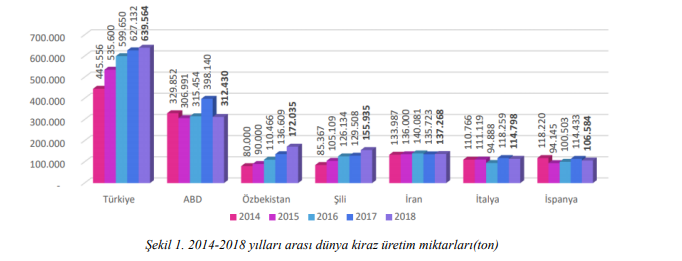 700.000
600.000
500.000
400.000
300.000
200.000
100.000
-
445.556 535.600 599.650 627.132 639.564
329.852 306.991 315.454 398.140 312.430
80.000 90.000 110.466 136.609 172.035
85.367 105.109 126.134 129.508 155.935
133.987 136.000 140.081 135.723 137.268
110.766 111.119 94.888 118.259 114.798
118.220 94.145 100.503 114.433 106.584
Türkiye ABD Özbekistan Şili İran İtalya İspanya
2014 2015 2016 2017 2018
Şekil 1. 2014-2018 yılları arası dünya kiraz üretim miktarları(ton)